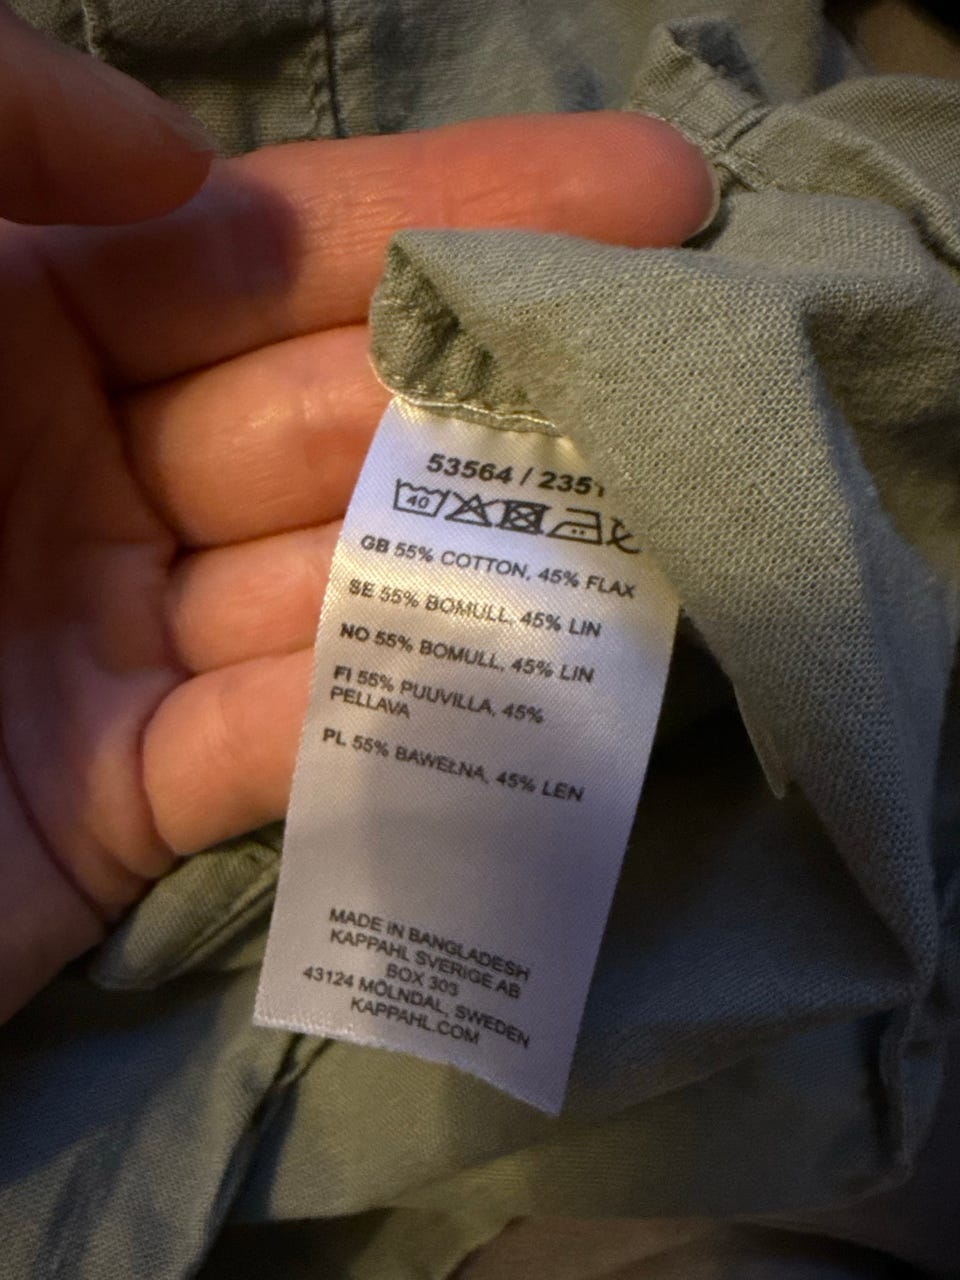 53564 / 2351
40
GB 55% COTTON, 45% FLAX
SE 55% BOMULL, 45% LIN
NO 55% BOMULL, 45% LIN
FI 55% PUUVILLA, 45%
PELLAVA
PL 55% BAWEŁNA, 45% LEN
MADE IN BANGLADESH
KAPPAHL SVERIGE AB
BOX 303
43124 MÖLNDAL, SWEDEN
KAPPAHL.COM